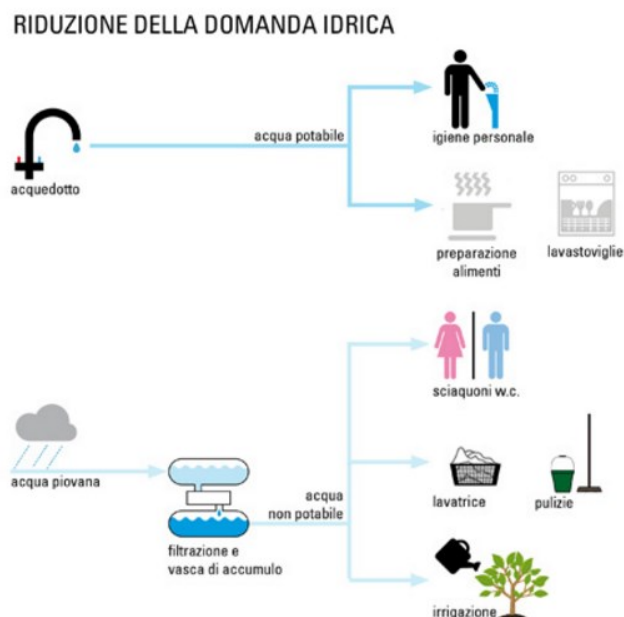 RIDUZIONE DELLA DOMANDA IDRICA
acquedotto
acqua potabile
igiene personale
preparazione
alimenti
lavastoviglie
sciaquoni w.c.
acqua piovana
filtrazione e
vasca di accumulo
acqua
non potabile
lavatrice
pulizie
irrigazione